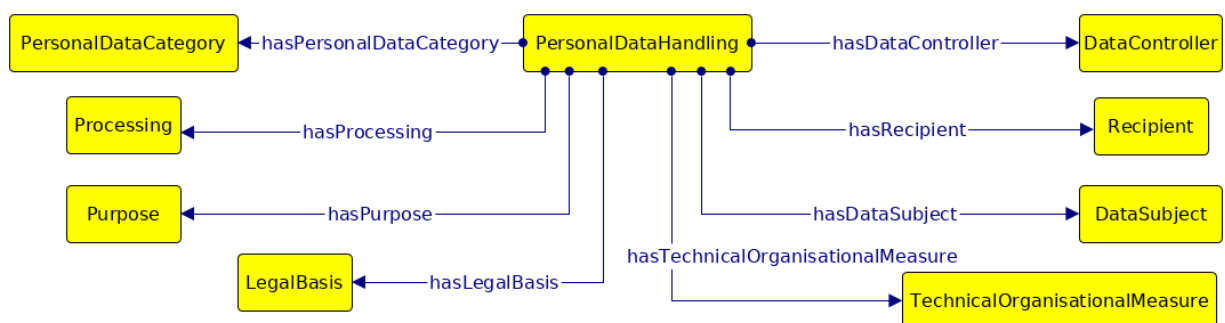 PersonalDataCategory hasPersonalDataCategory PersonalDataHandling hasDataController DataController
Processing hasProcessing hasRecipient Recipient
Purpose hasPurpose hasDataSubject DataSubject
hasTechnicalOrganisationalMeasure
LegalBasis hasLegalBasis
TechnicalOrganisationalMeasure